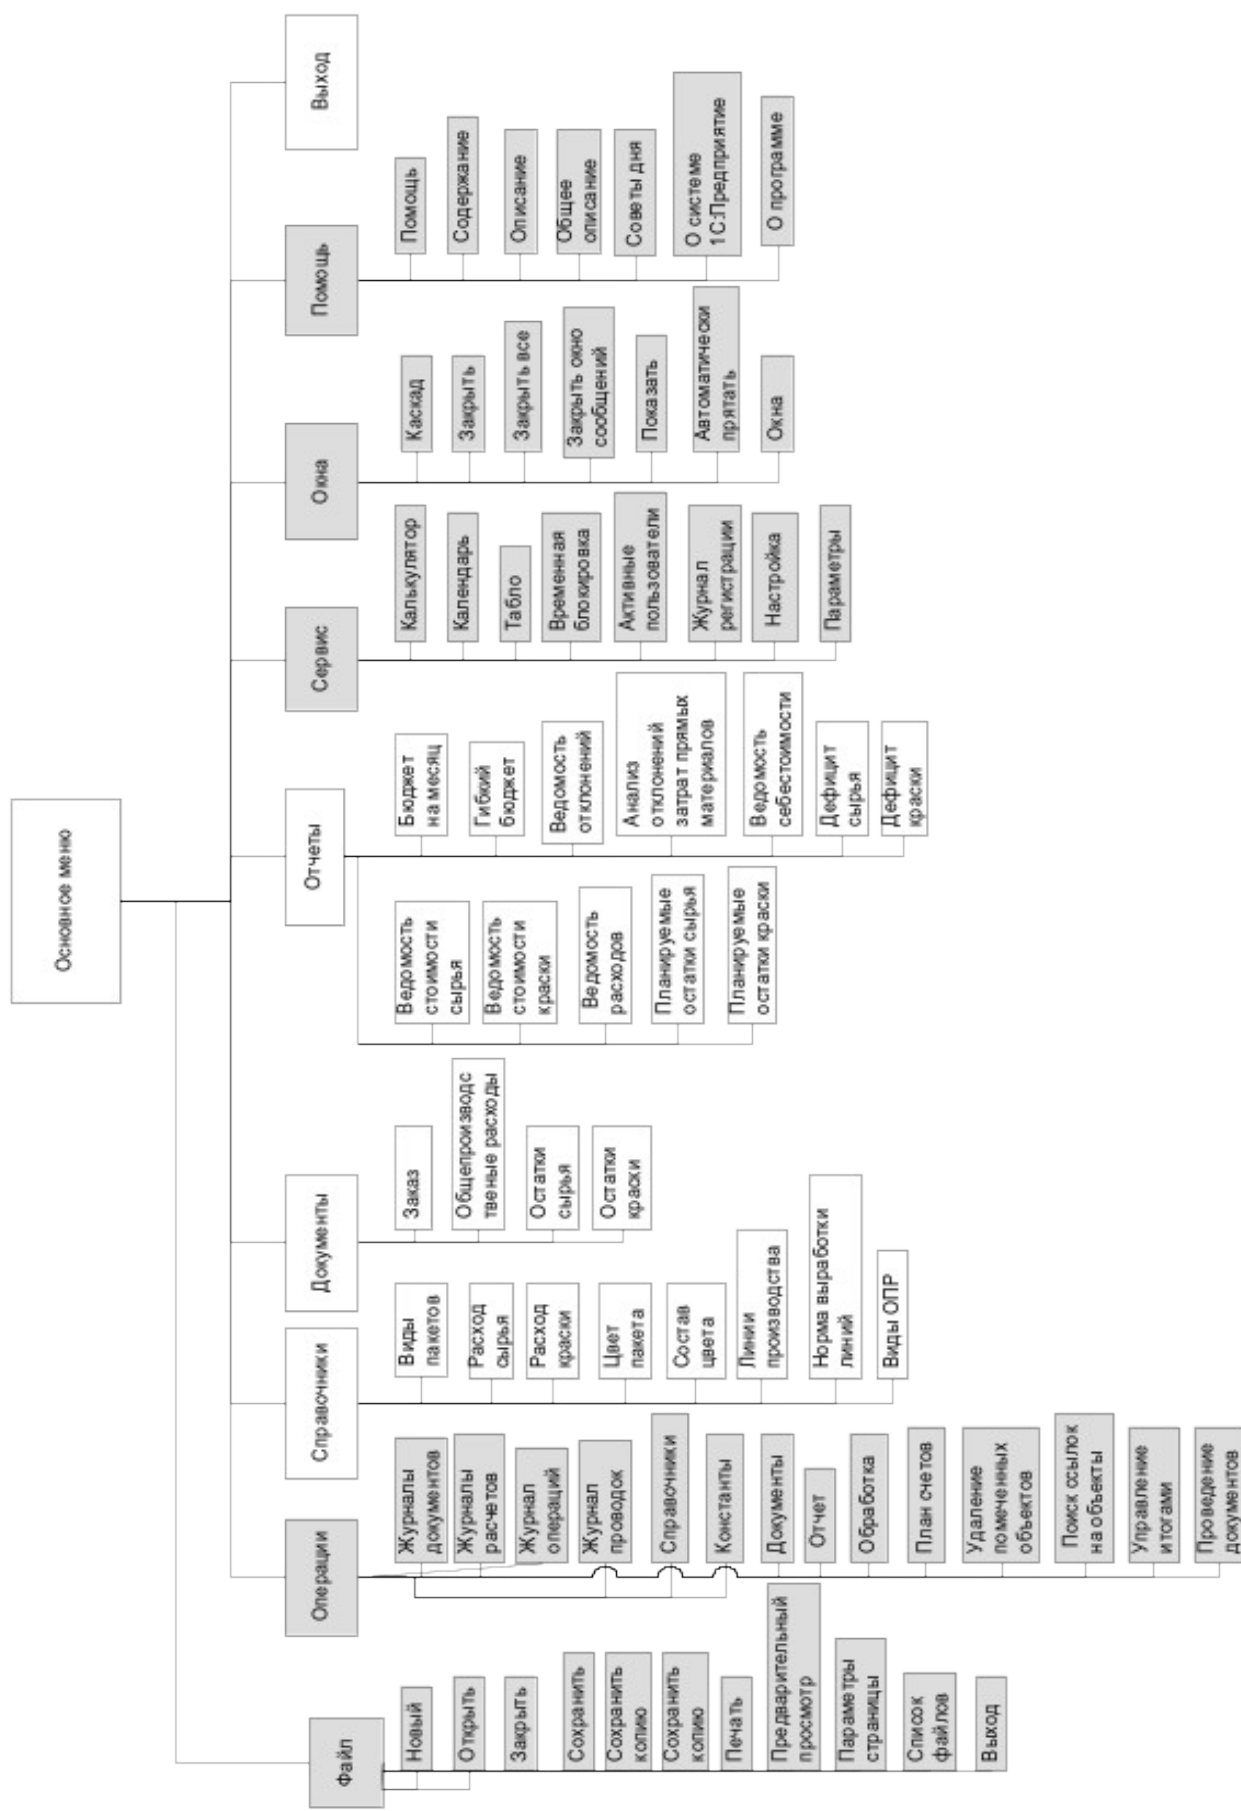 Основное меню
Файл
Новый
Открыть
Закрыть
Сохранить
Сохранить
копию
Сохранить
копию
Печать
Предварительный
просмотр
Параметры
страницы
Список
файлов
Выход
Операции
Журналы
документов
Журналы
расчетов
Журнал
операций
Журнал
проводок
Справочники
Константы
Документы
Отчет
Обработка
План счетов
Удаление
помеченных
объектов
Поиск ссылок
на объекты
Управление
итогами
Проведение
документов
Справочники
Виды
пакетов
Расход
сырья
Расход
краски
Цвет
пакета
Состав
цвета
Линии
производства
Норма выработки
линий
Виды ОПР
Документы
Заказ
Общепроизводс
твеные расходы
Остатки
сырья
Остатки
краски
Отчеты
Ведомость
стоимости
сырья
Ведомость
стоимости
краски
Ведомость
расходов
Планируемые
остатки сырья
Планируемые
остатки краски
Бюджет
на месяц
Гибкий
бюджет
Ведомость
отклонений
Анализ
отклонений
затрат прямых
материалов
Ведомость
себестоимости
Дефицит
сырья
Дефицит
краски
Сервис
Калькулятор
Календарь
Табло
Временная
блокировка
Активные
пользователи
Журнал
регистрации
Настройка
Параметры
Окна
Каскад
Закрыть
Закрыть все
Закрыть окно
сообщений
Показать
Автоматически
прятать
Окна
Помощь
Помощь
Содержание
Описание
Общее
описание
Советы дня
О системе
1С:Предприятие
О программе
Выход